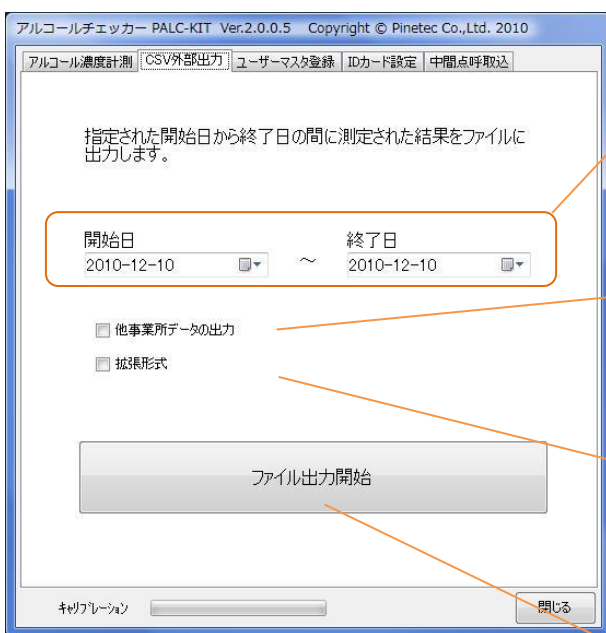 アルコールチェッカー PALC-KIT Ver.2.0.0.5 Copyright © Pinetec Co.,Ltd. 2010
アルコール濃度計測 CSV外部出力 ユーザーマスタ登録 IDカード設定 中間点呼取込
指定された開始日から終了日の間に測定された結果をファイルに
出力します。
開始日 終了日
2010-12-10 ～ 2010-12-10
他事業所データの出力
拡張形式
ファイル出力開始
キャリブレーション 閉じる